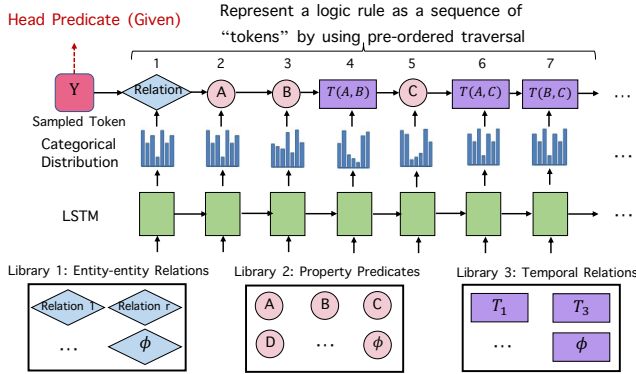 Head Predicate (Given)
Represent a logic rule as a sequence of
"tokens" by using pre-ordered traversal
1 2 3 4 5 6 7
Y Relation A B T(A, B) C T(A, C) T(B, C) ...
Sampled Token
Categorical
Distribution
...
LSTM
...
Library 1: Entity-entity Relations
Relation 1 Relation r
... ϕ
Library 2: Property Predicates
A B C
D ... ϕ
Library 3: Temporal Relations
T₁ T₃
... ϕ